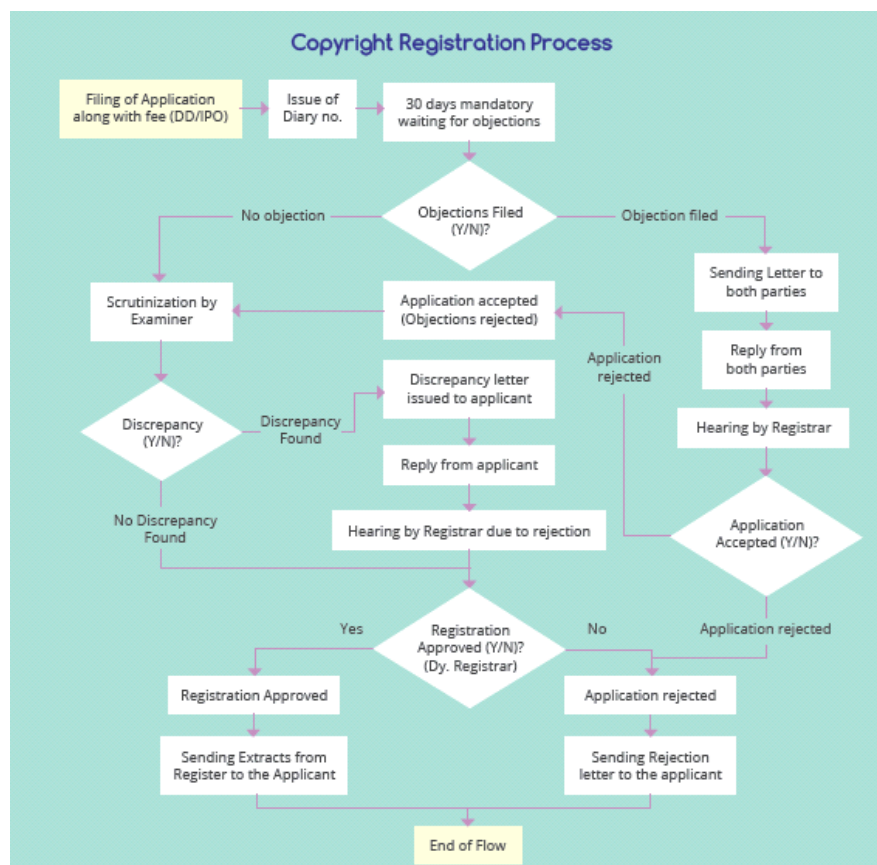 Copyright Registration Process
Filing of Application
along with fee (DD/IPO)
Issue of
Diary no.
30 days mandatory
waiting for objections
No objection
Objections Filed
(Y/N)?
Objection filed
Sending Letter to
both parties
Scrutinization by
Examiner
Application accepted
(Objections rejected)
Reply from
both parties
Application
rejected
Discrepancy letter
issued to applicant
Discrepancy
(Y/N)?
Discrepancy
Found
Hearing by Registrar
Reply from applicant
No Discrepancy
Found
Hearing by Registrar due to rejection
Application
Accepted (Y/N)?
Yes
Registration
Approved (Y/N)?
(Dy. Registrar)
No
Application rejected
Registration Approved
Application rejected
Sending Extracts from
Register to the Applicant
Sending Rejection
letter to the applicant
End of Flow